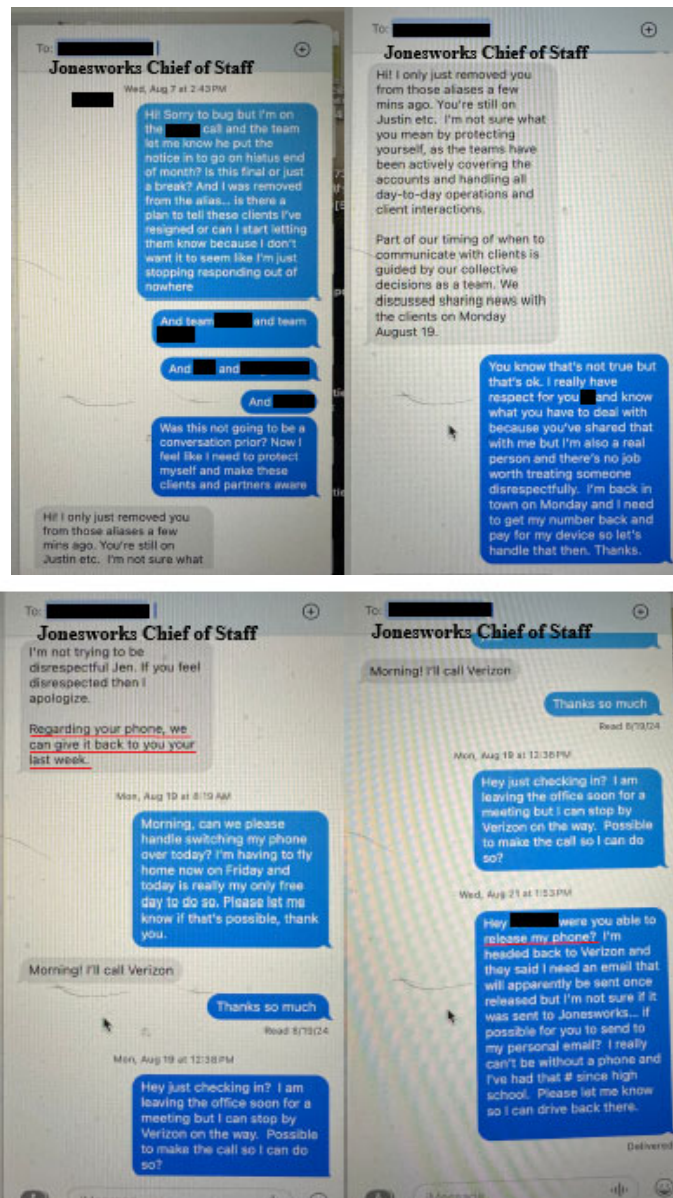 To:
Jonesworks Chief of Staff
Wed, Aug 7 at 2:43PM
Hi! Sorry to bug but I'm on
the call and the team
let me know he put the
notice in to go on hiatus end
of month? Is this final or just
a break? And I was removed
from the alias... is there a
plan to tell these clients I've
resigned or can I start letting
them know because I don't
want it to seem like I'm just
stopping responding out of
nowhere
And team and team
And and
And
Was this not going to be a
conversation prior? Now I
feel like I need to protect
myself and make these
clients and partners aware
Hi! I only just removed you
from those aliases a few
mins ago. You're still on
Justin etc. I'm not sure what
To:
Jonesworks Chief of Staff
Hi! I only just removed you
from those aliases a few
mins ago. You're still on
Justin etc. I'm not sure what
you mean by protecting
yourself, as the teams have
been actively covering the
accounts and handling all
day-to-day operations and
client interactions.
Part of our timing of when to
communicate with clients is
guided by our collective
decisions as a team. We
discussed sharing news with
the clients on Monday
August 19.
You know that's not true but
that's ok. I really have
respect for you and know
what you have to deal with
because you've shared that
with me but I'm also a real
person and there's no job
worth treating someone
disrespectfully. I'm back in
town on Monday and I need
to get my number back and
pay for my device so let's
handle that then. Thanks.
To:
Jonesworks Chief of Staff
I'm not trying to be
disrespectful Jen. If you feel
disrespected then I
apologize.
Regarding your phone, we
can give it back to you your
last week.
Mon, Aug 19 at 8:19 AM
Morning, can we please
handle switching my phone
over today? I'm having to fly
home now on Friday and
today is really my only free
day to do so. Please let me
know if that's possible, thank
you.
Morning! I'll call Verizon
Thanks so much
Read 8/19/24
Mon, Aug 19 at 12:38PM
Hey just checking in? I am
leaving the office soon for a
meeting but I can stop by
Verizon on the way. Possible
to make the call so I can do
so?
To:
Jonesworks Chief of Staff
Morning! I'll call Verizon
Thanks so much
Read 8/19/24
Mon, Aug 19 at 12:38PM
Hey just checking in? I am
leaving the office soon for a
meeting but I can stop by
Verizon on the way. Possible
to make the call so I can do
so?
Wed, Aug 21 at 1:53PM
Hey were you able to
release my phone? I'm
headed back to Verizon and
they said I need an email that
will apparently be sent once
released but I'm not sure if it
was sent to Jonesworks... If
possible for you to send to
my personal email? I really
can't be without a phone and
I've had that # since high
school. Please let me know
so I can drive back there.
Delivered